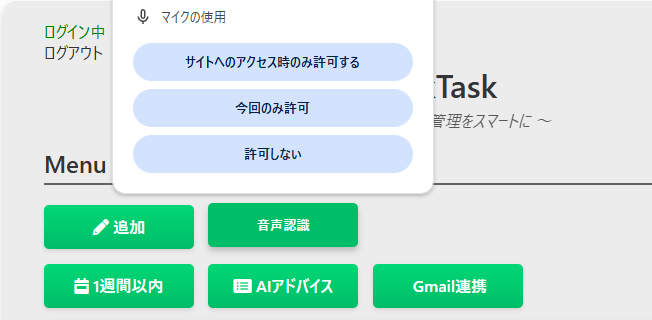 マイクの使用
ログイン中
ログアウト
サイトへのアクセス時のみ許可する
Task
今回のみ許可
管理をスマートに ～
許可しない
Menu
追加
音声認識
1週間以内
AIアドバイス
Gmail連携